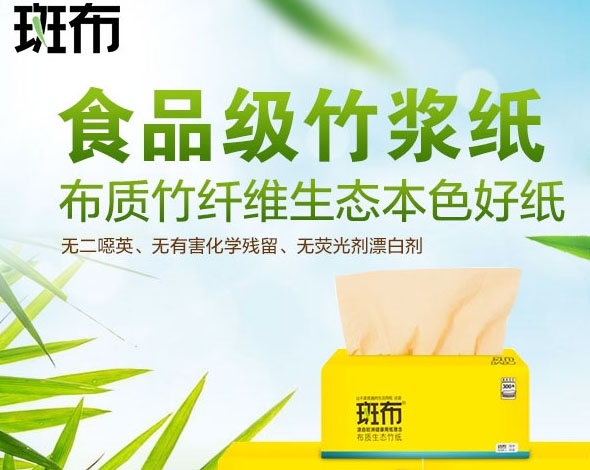 斑布
食品级竹浆纸
布质竹纤维生态本色好纸
无二噁英、无有害化学残留、无荧光剂漂白剂
斑布
布质生态竹纸